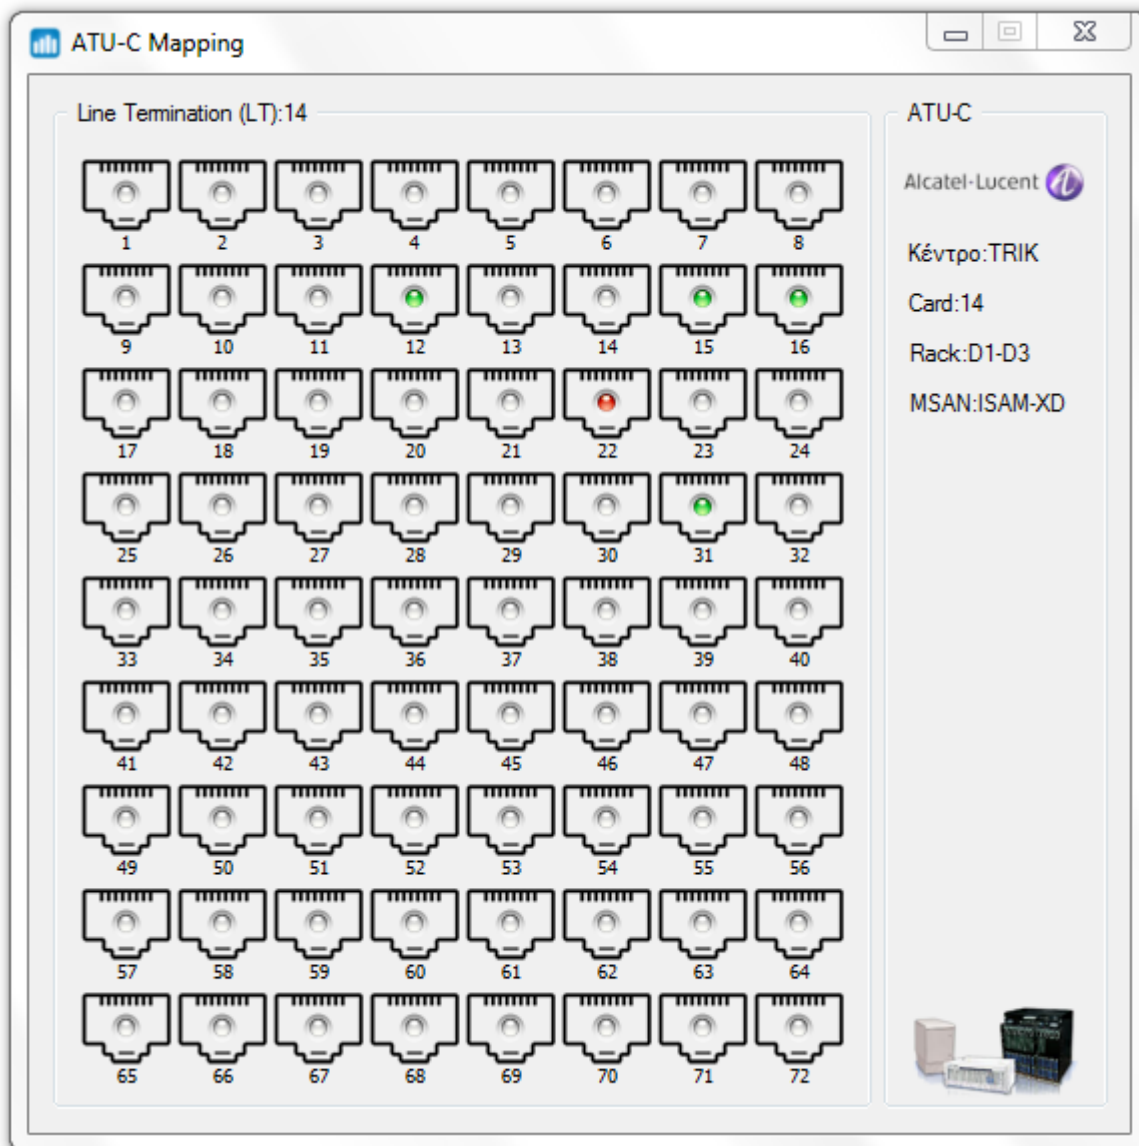 ATU-C Mapping
Line Termination (LT):14
1 2 3 4 5 6 7 8
9 10 11 12 13 14 15 16
17 18 19 20 21 22 23 24
25 26 27 28 29 30 31 32
33 34 35 36 37 38 39 40
41 42 43 44 45 46 47 48
49 50 51 52 53 54 55 56
57 58 59 60 61 62 63 64
65 66 67 68 69 70 71 72
ATU-C
Alcatel·Lucent
Κέντρο:TRIK
Card:14
Rack:D1-D3
MSAN:ISAM-XD